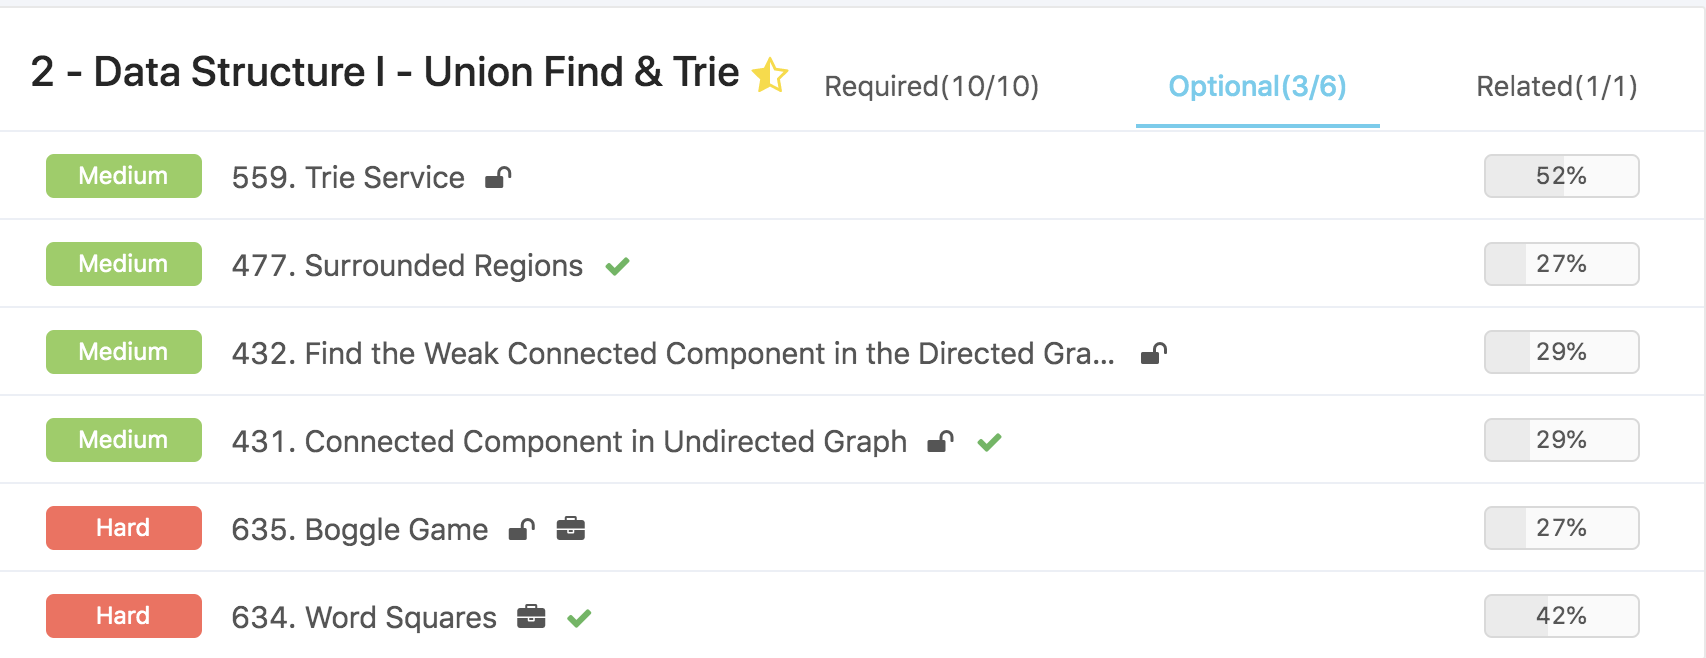 2 - Data Structure I - Union Find & Trie Required(10/10) Optional(3/6) Related(1/1)
Medium 559. Trie Service 52%
Medium 477. Surrounded Regions 27%
Medium 432. Find the Weak Connected Component in the Directed Gra... 29%
Medium 431. Connected Component in Undirected Graph 29%
Hard 635. Boggle Game 27%
Hard 634. Word Squares 42%